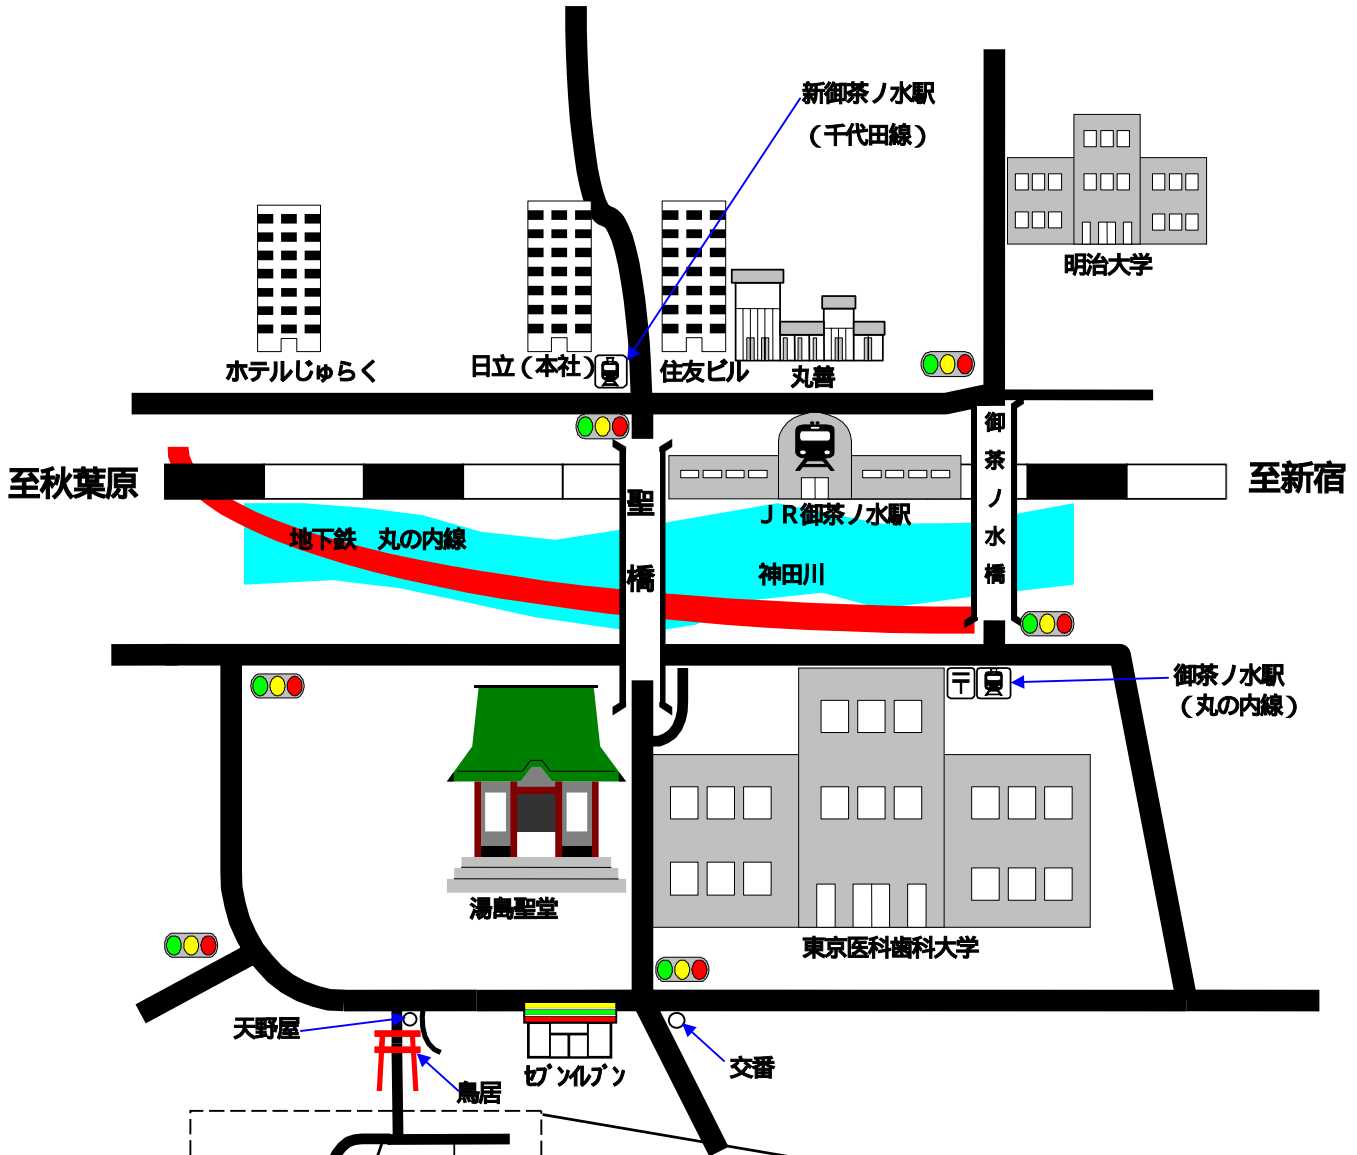 新御茶ノ水駅
（千代田線）
明治大学
ホテルじゅらく
日立（本社）
住友ビル
丸善
至秋葉原
至新宿
御茶ノ水橋
聖橋
ＪＲ御茶ノ水駅
地下鉄　丸の内線
神田川
〒
御茶ノ水駅
（丸の内線）
湯島聖堂
東京医科歯科大学
天野屋
鳥居
ｾﾌﾞﾝｲﾚﾌﾞﾝ
交番